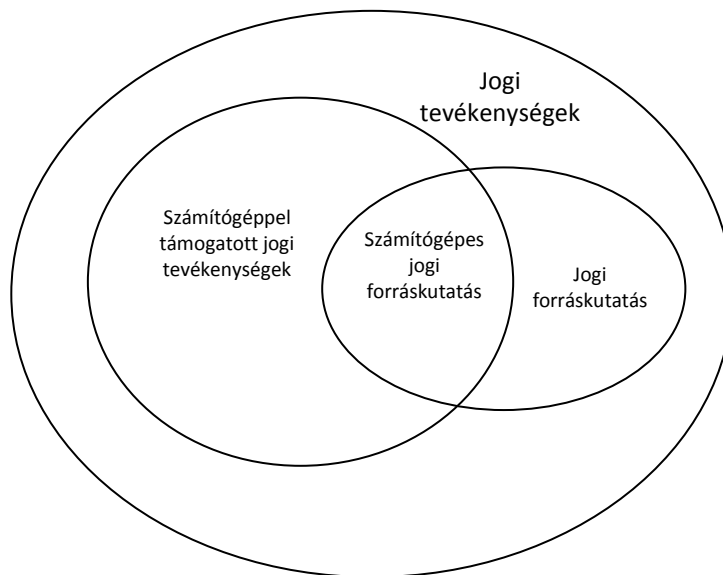 Jogi
tevékenységek
Számítógéppel
támogatott jogi
tevékenységek
Számítógépes
jogi
forráskutatás
Jogi
forráskutatás